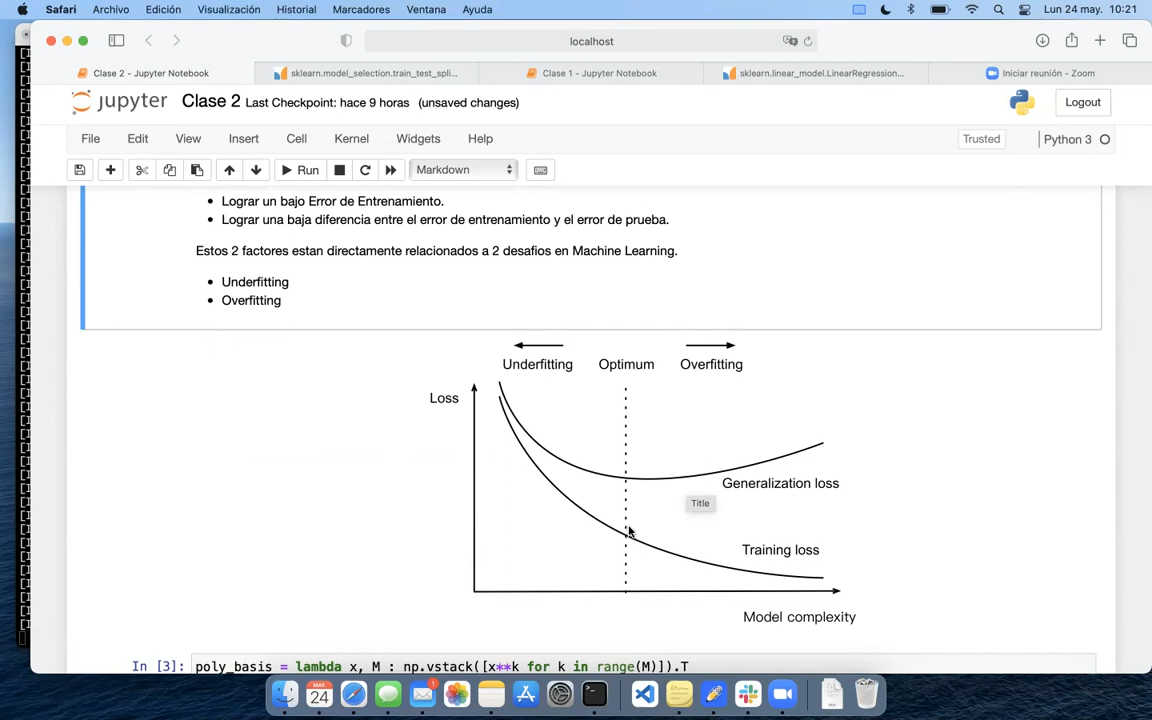 Safari Archivo Edición Visualización Historial Marcadores Ventana Ayuda Lun 24 may. 10:21
localhost
Clase 2 - Jupyter Notebook sklearn.model_selection.train_test_spli... Clase 1 - Jupyter Notebook sklearn.linear_model.LinearRegression... Iniciar reunión - Zoom
jupyter Clase 2 Last Checkpoint: hace 9 horas (unsaved changes) Logout
File Edit View Insert Cell Kernel Widgets Help Trusted Python 3
Run Markdown
Lograr un bajo Error de Entrenamiento.
Lograr una baja diferencia entre el error de entrenamiento y el error de prueba.
Estos 2 factores estan directamente relacionados a 2 desafios en Machine Learning.
Underfitting
Overfitting
Underfitting Optimum Overfitting
Loss
Generalization loss
Title
Training loss
Model complexity
In [3]: poly_basis = lambda x, M : np.vstack([x**k for k in range(M)]).T
24 1